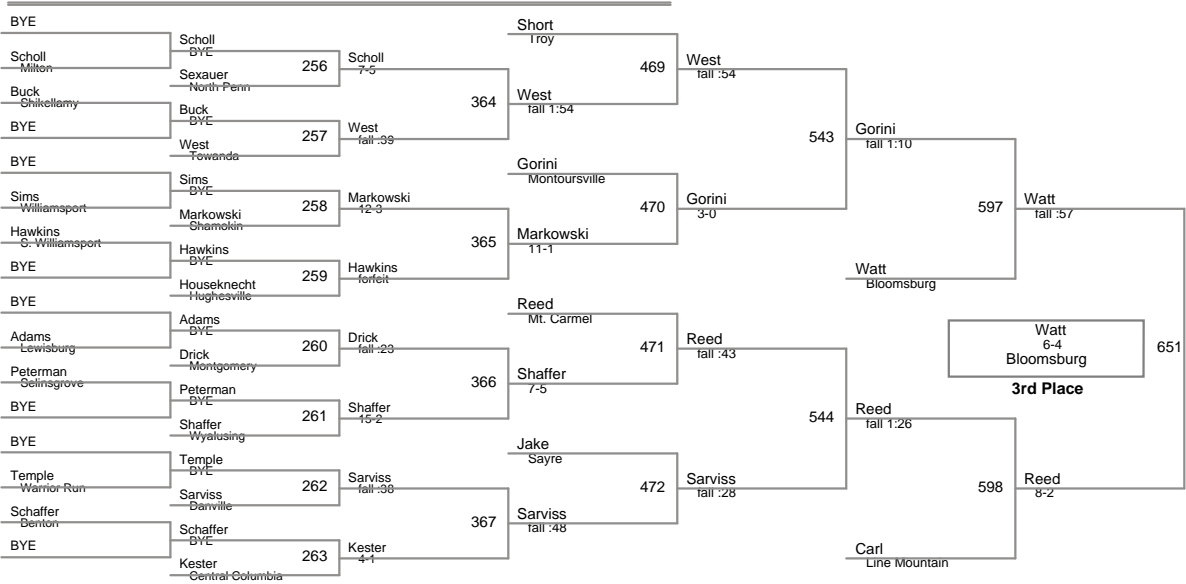 BYE
Scholl
Milton
Buck
Shikellamy
BYE
BYE
Sims
Williamsport
Hawkins
S. Williamsport
BYE
BYE
Adams
Lewisburg
Peterman
Selinsgrove
BYE
BYE
Temple
Warrior Run
Schaffer
Benton
BYE
Scholl
BYE
256
Sexauer
North Penn
Buck
BYE
257
West
Towanda
Sims
BYE
258
Markowski
Shamokin
Hawkins
BYE
259
Houseknecht
Hughesville
Adams
BYE
260
Drick
Montgomery
Peterman
BYE
261
Shaffer
Wyalusing
Temple
BYE
262
Sarviss
Danville
Schaffer
BYE
263
Kester
Central Columbia
Scholl
7-5
364
West
fall :39
Markowski
12-3
365
Hawkins
forfeit
Drick
fall :23
366
Shaffer
15-2
Sarviss
fall :38
367
Kester
4-1
Short
Troy
469
West
fall 1:54
Gorini
Montoursville
470
Markowski
11-1
Reed
Mt. Carmel
471
Shaffer
7-5
Jake
Sayre
472
Sarviss
fall :48
West
fall :54
543
Gorini
3-0
Reed
fall :43
544
Sarviss
fall :28
Gorini
fall 1:10
597
Watt
Bloomsburg
Reed
fall 1:26
598
Carl
Line Mountain
Watt
fall :57
Watt
6-4
Bloomsburg
651
3rd Place
Reed
8-2